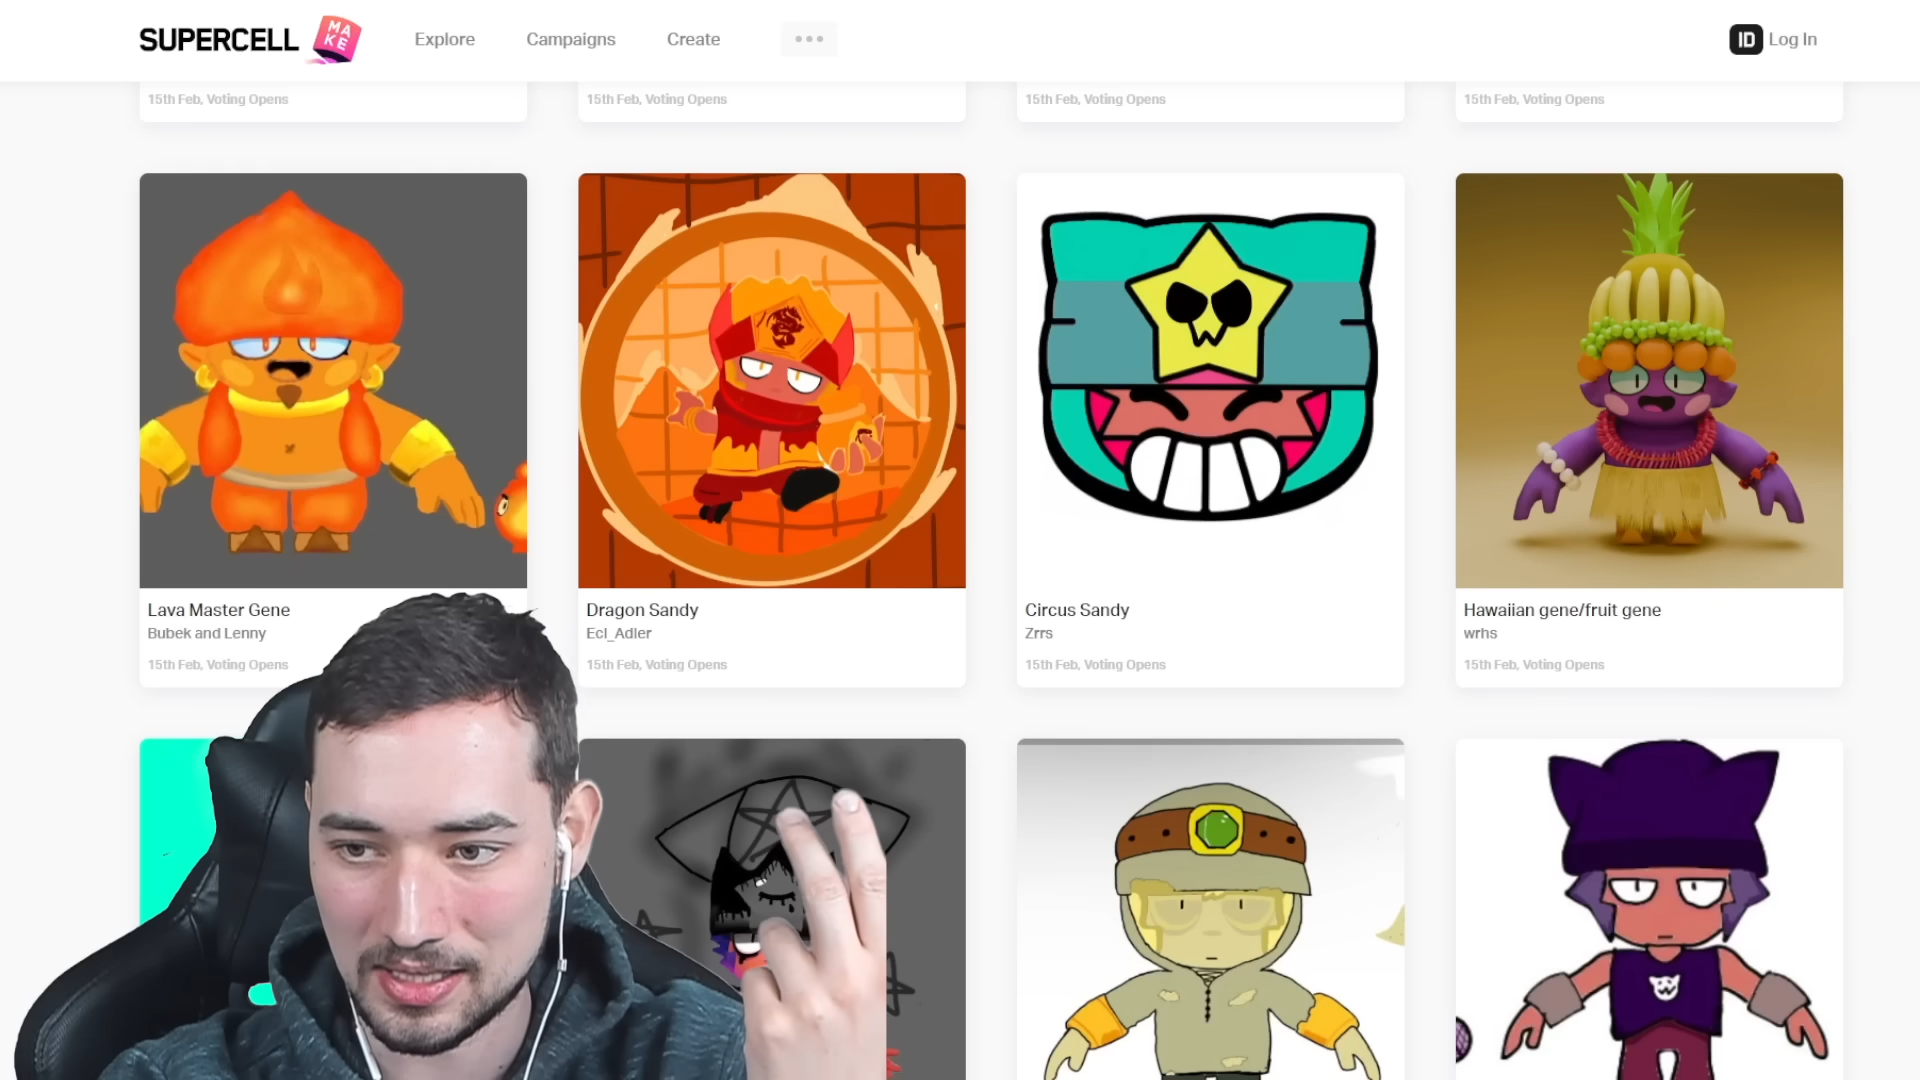 SUPERCELL MAKE Explore Campaigns Create Log In
15th Feb, Voting Opens 15th Feb, Voting Opens 15th Feb, Voting Opens 15th Feb, Voting Opens
Lava Master Gene
Bubek and Lenny
15th Feb, Voting Opens
Dragon Sandy
Ecl_Adler
15th Feb, Voting Opens
Circus Sandy
Zrrs
15th Feb, Voting Opens
Hawaiian gene/fruit gene
wrhs
15th Feb, Voting Opens